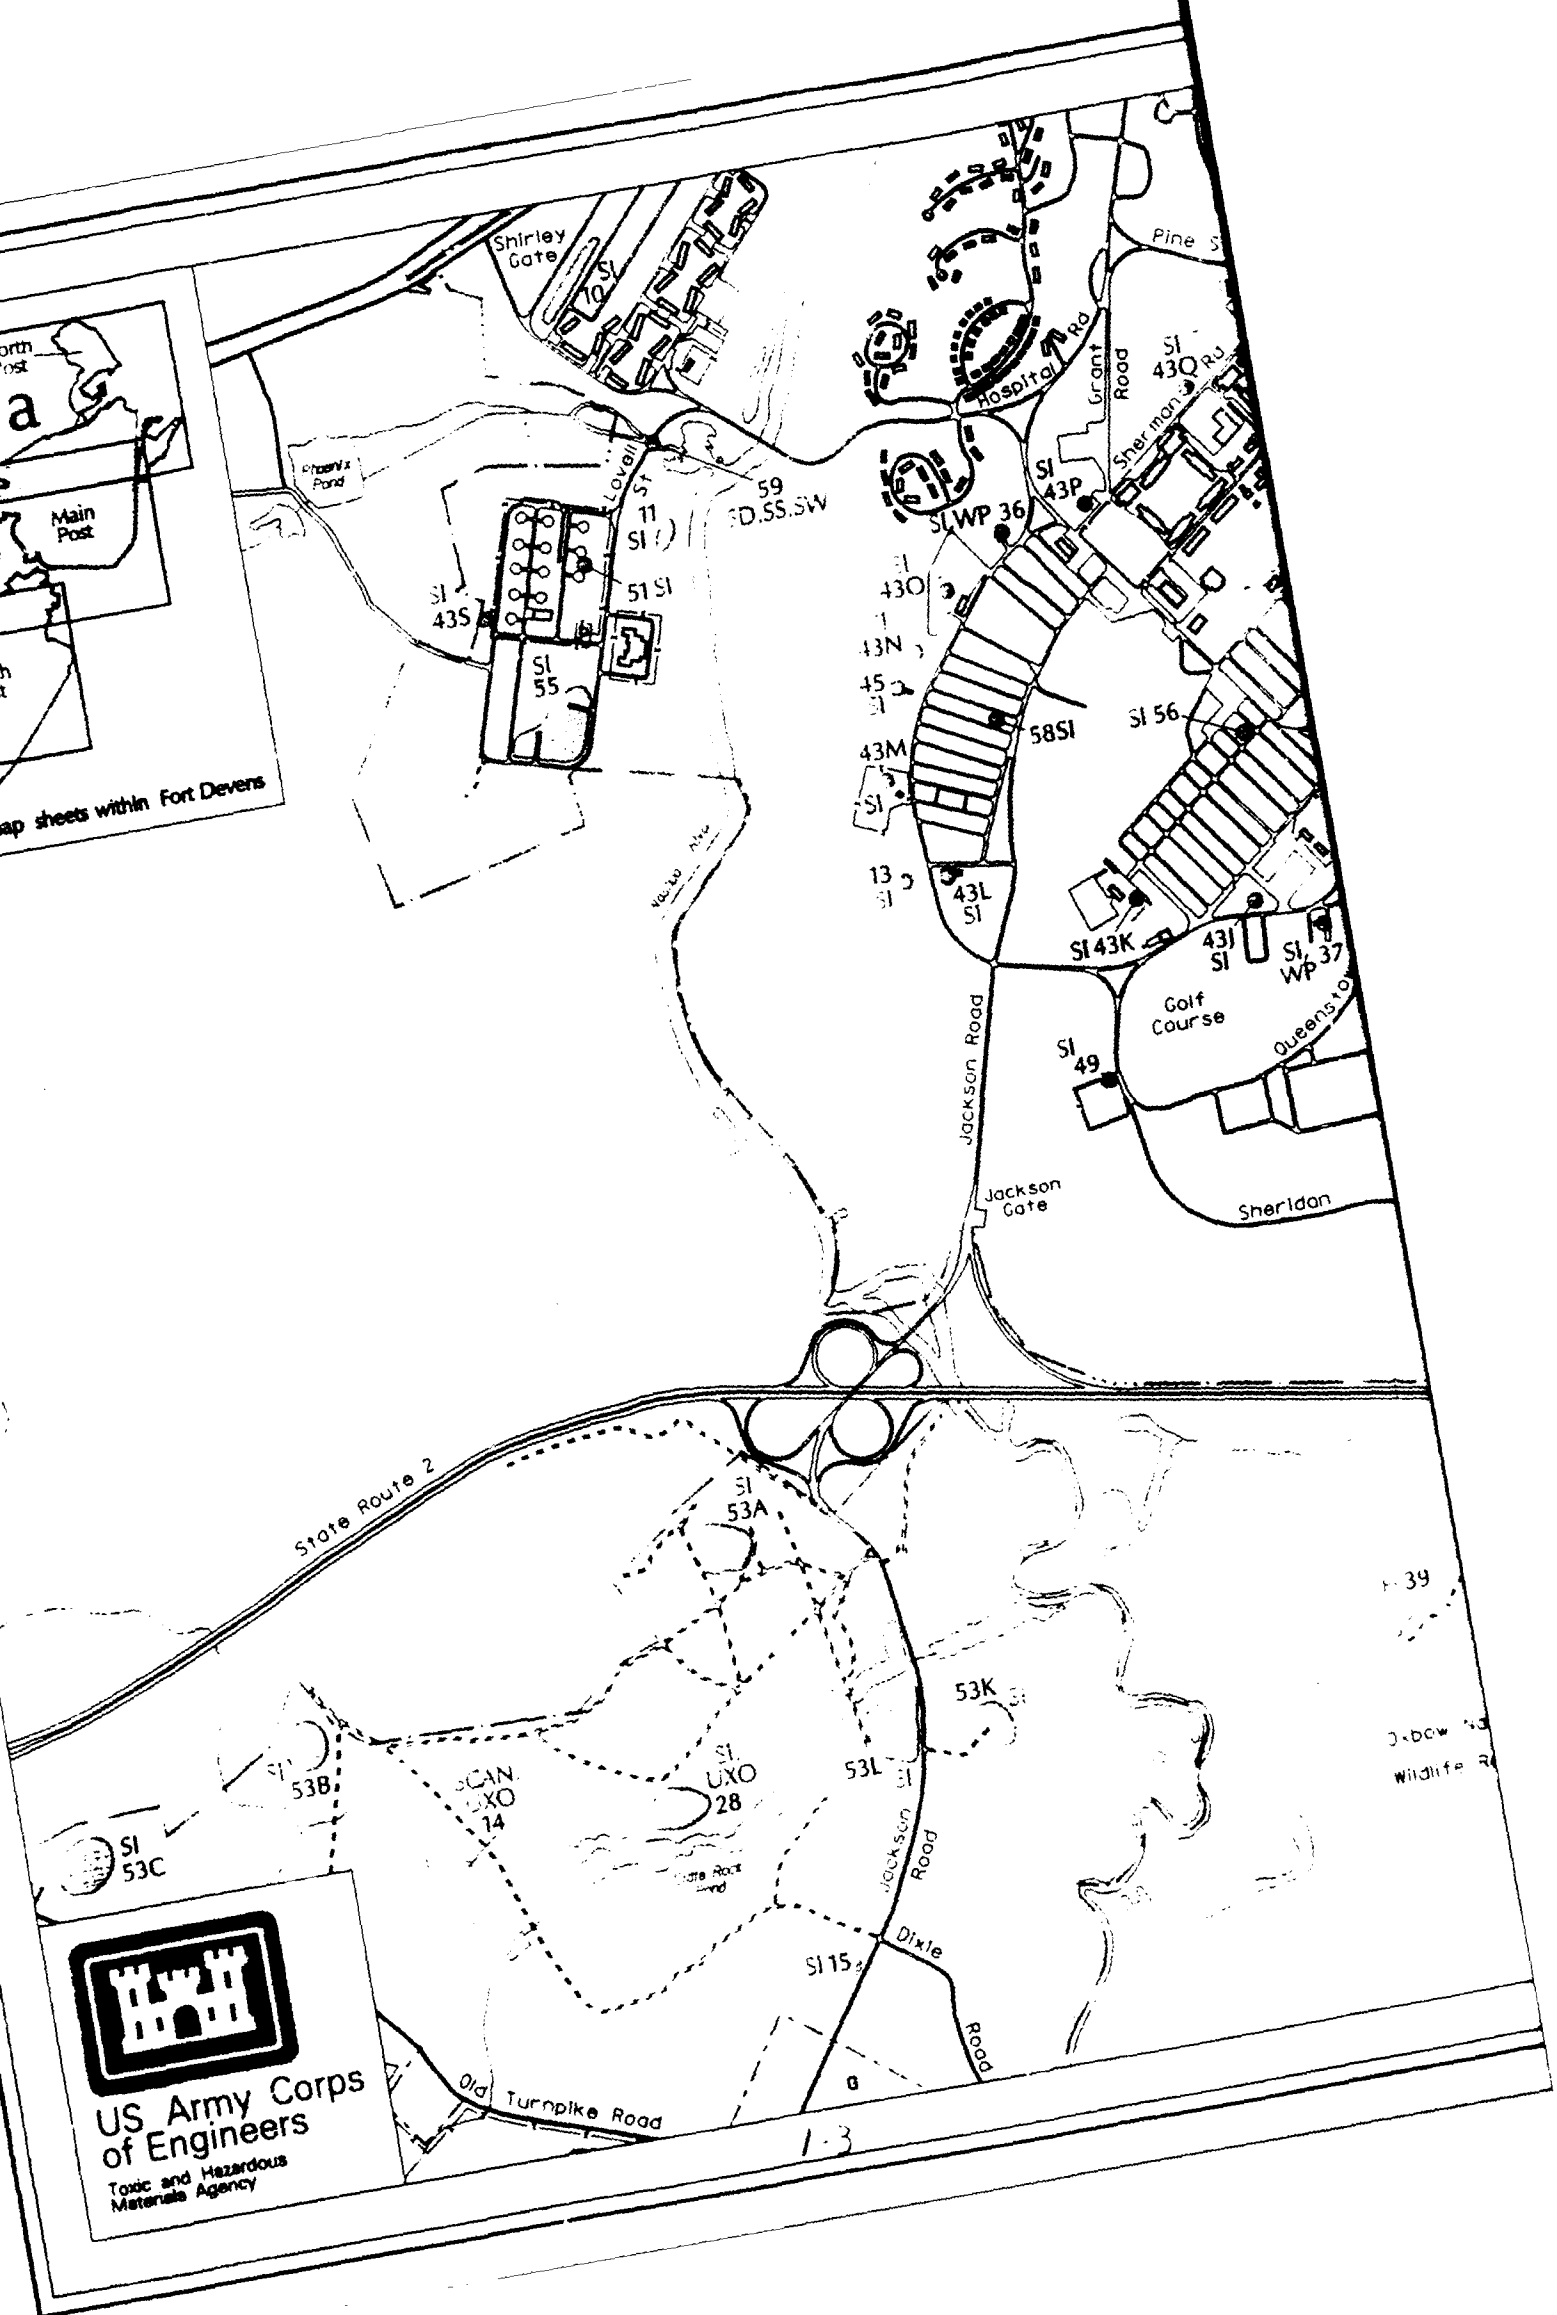 Shirley
Gate
SI
10
Pine S
Hospital Rd
Grant
Road
SI
43Q
Sherman Rd
a
Main
Post
Phoenix
Pond
Lovell
St
59
SD.SS.SW
11
SI
51 SI
SI
43S
SI
55
SI
43P
SI, WP 36
SI
43O
43N
45
SI
58SI
SI 56
43M
SI
13
SI
43L
SI
SI 43K
43J
SI
SI,
WP
37
map sheets within Fort Devens
Golf
Course
SI
49
Jackson Road
Jackson
Gate
Sheridan
State Route 2
SI
53A
39
53K
SI
53L
SI
SI
53B
SCAN,
UXO
14
SI,
UXO
28
SI
53C
Oxbow
Wildlife
Jackson
Road
Dixie
Road
SI 15
Old Turnpike Road
US Army Corps
of Engineers
Toxic and Hazardous
Materials Agency
1-3